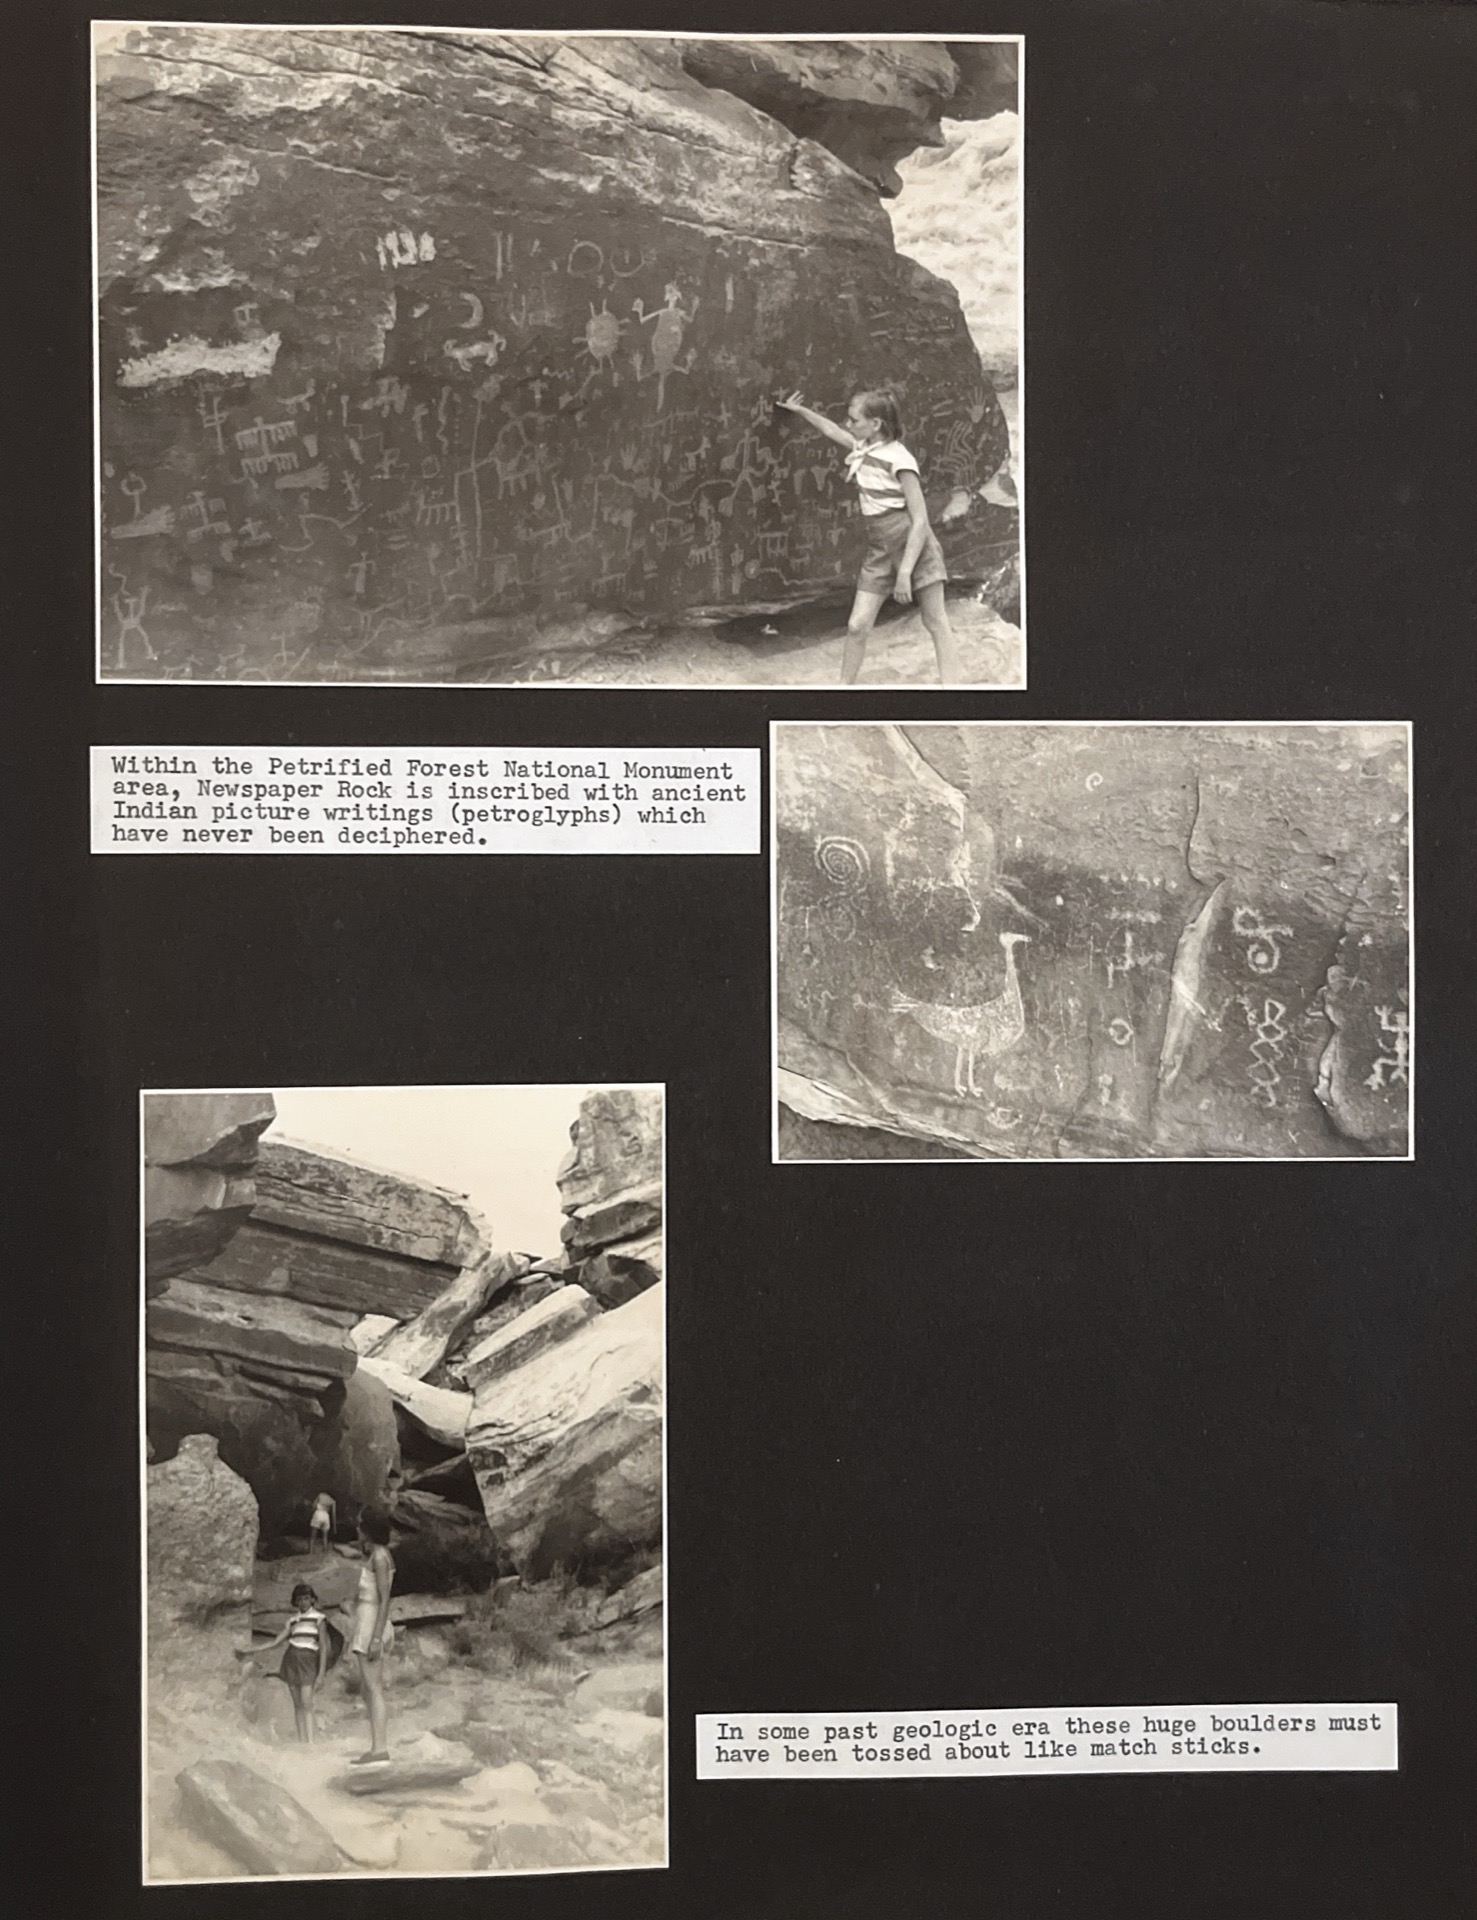 Within the Petrified Forest National Monument
area, Newspaper Rock is inscribed with ancient
Indian picture writings (petroglyphs) which
have never been deciphered.
In some past geologic era these huge boulders must
have been tossed about like match sticks.